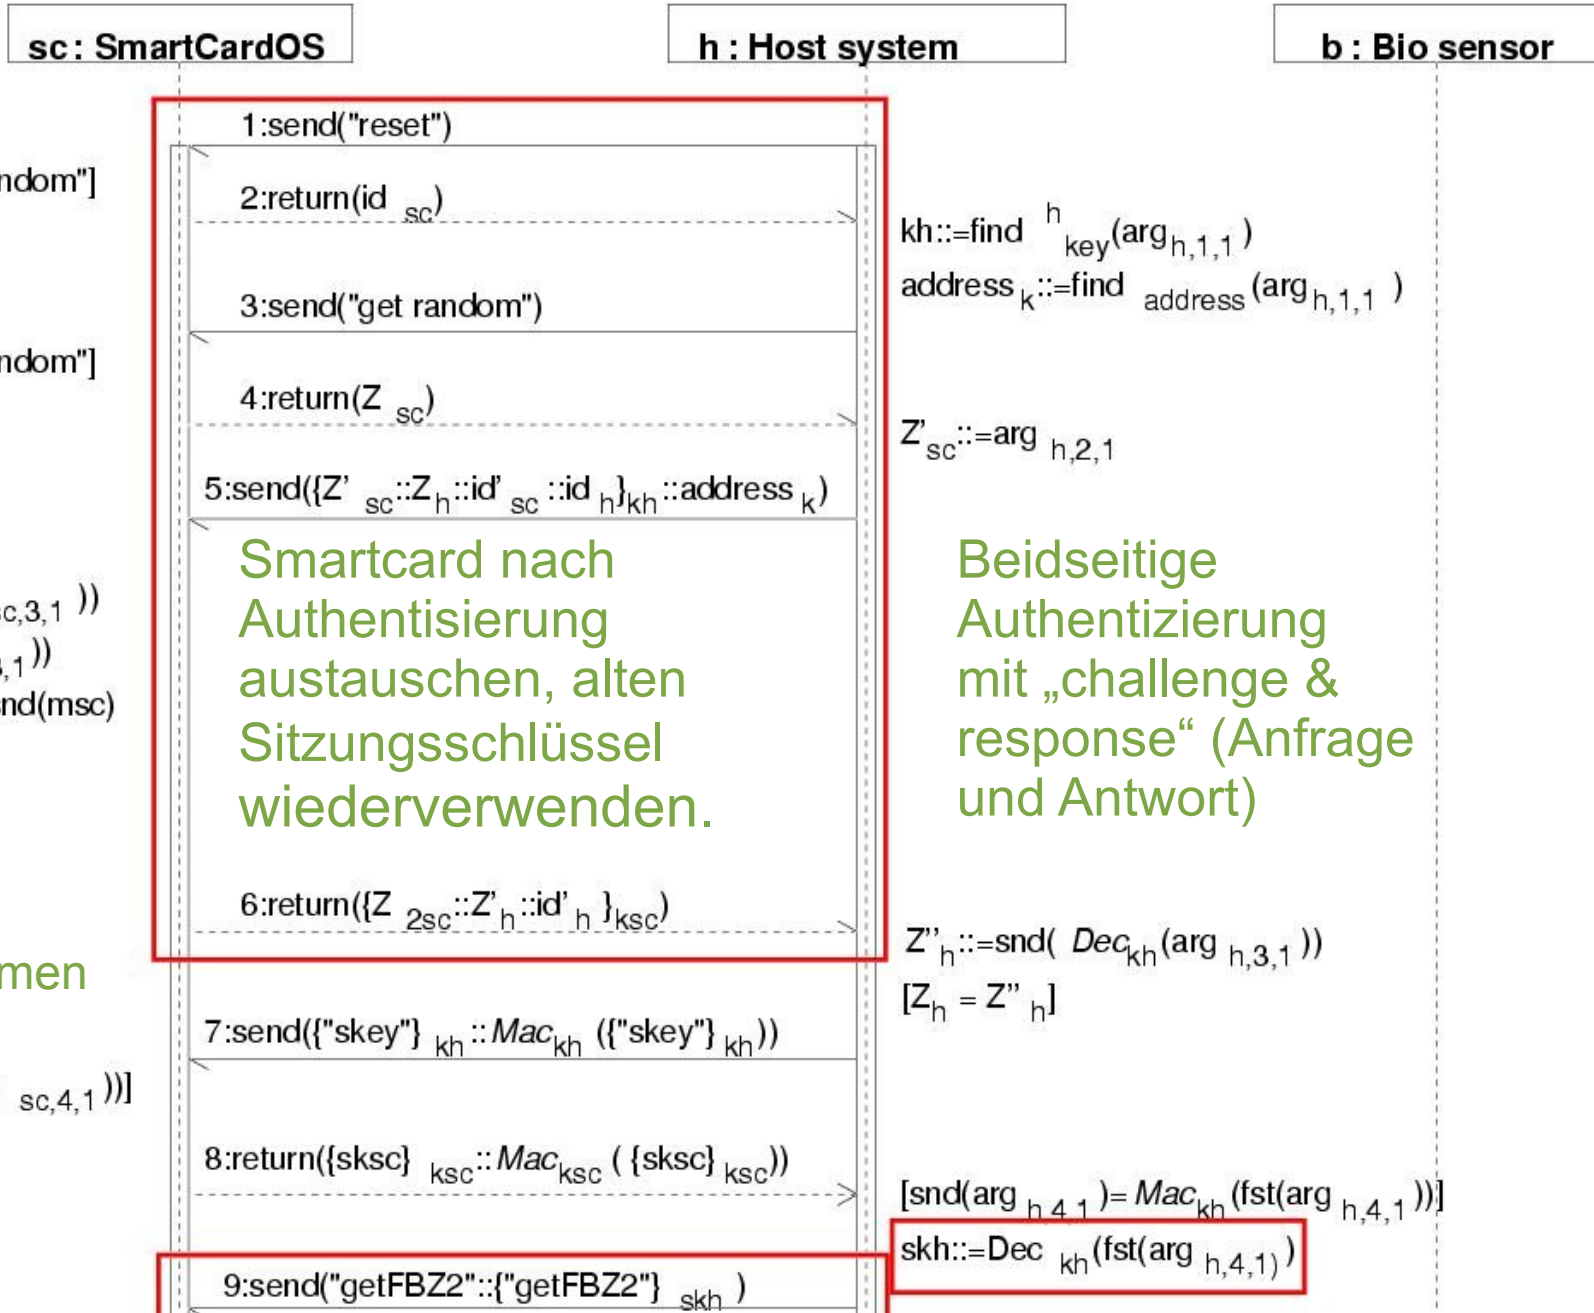 sc : SmartCardOS
h : Host system
b : Bio sensor
1:send("reset")
ndom"]
2:return(id sc)
kh::=find h key(arg h,1,1 )
address k::=find address (arg h,1,1 )
3:send("get random")
ndom"]
4:return(Z sc)
Z' sc::=arg h,2,1
5:send({Z' sc::Z h::id' sc ::id h}kh::address k)
Smartcard nach
Authentisierung
austauschen, alten
Sitzungsschlüssel
wiederverwenden.
Beidseitige
Authentizierung
mit „challenge &
response“ (Anfrage
und Antwort)
c,3,1 ))
,1))
nd(msc)
6:return({Z 2sc::Z' h::id' h }ksc)
Z'' h::=snd( Dec kh(arg h,3,1 ))
[Z h = Z'' h]
men
7:send({"skey"} kh :: Mac kh ({"skey"} kh))
sc,4,1 ))]
8:return({sksc} ksc:: Mac ksc ( {sksc} ksc))
[snd(arg h,4,1 )= Mac kh(fst(arg h,4,1 ))]
skh::=Dec kh(fst(arg h,4,1) )
9:send("getFBZ2"::{"getFBZ2"} skh )